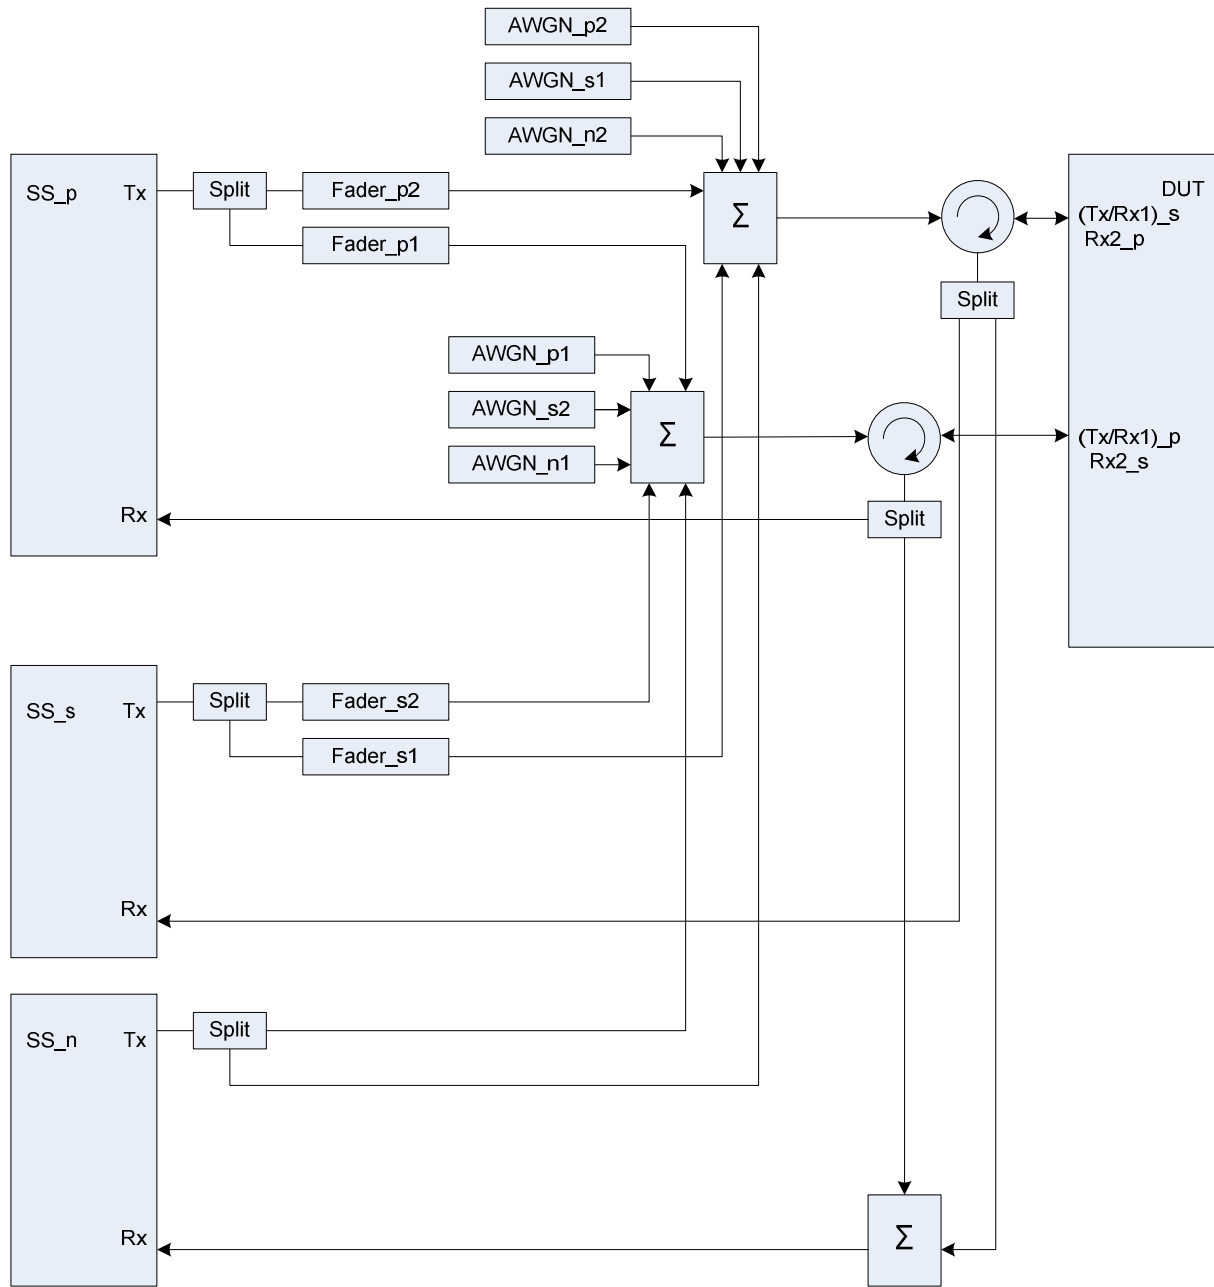 AWGN_p2
AWGN_s1
AWGN_n2
SS_p Tx
Split
Fader_p2
Fader_p1
Σ
DUT
(Tx/Rx1)_s
Rx2_p
Split
AWGN_p1
AWGN_s2
AWGN_n1
Σ
(Tx/Rx1)_p
Rx2_s
Rx
Split
SS_s Tx
Split
Fader_s2
Fader_s1
Rx
SS_n Tx
Split
Rx
Σ